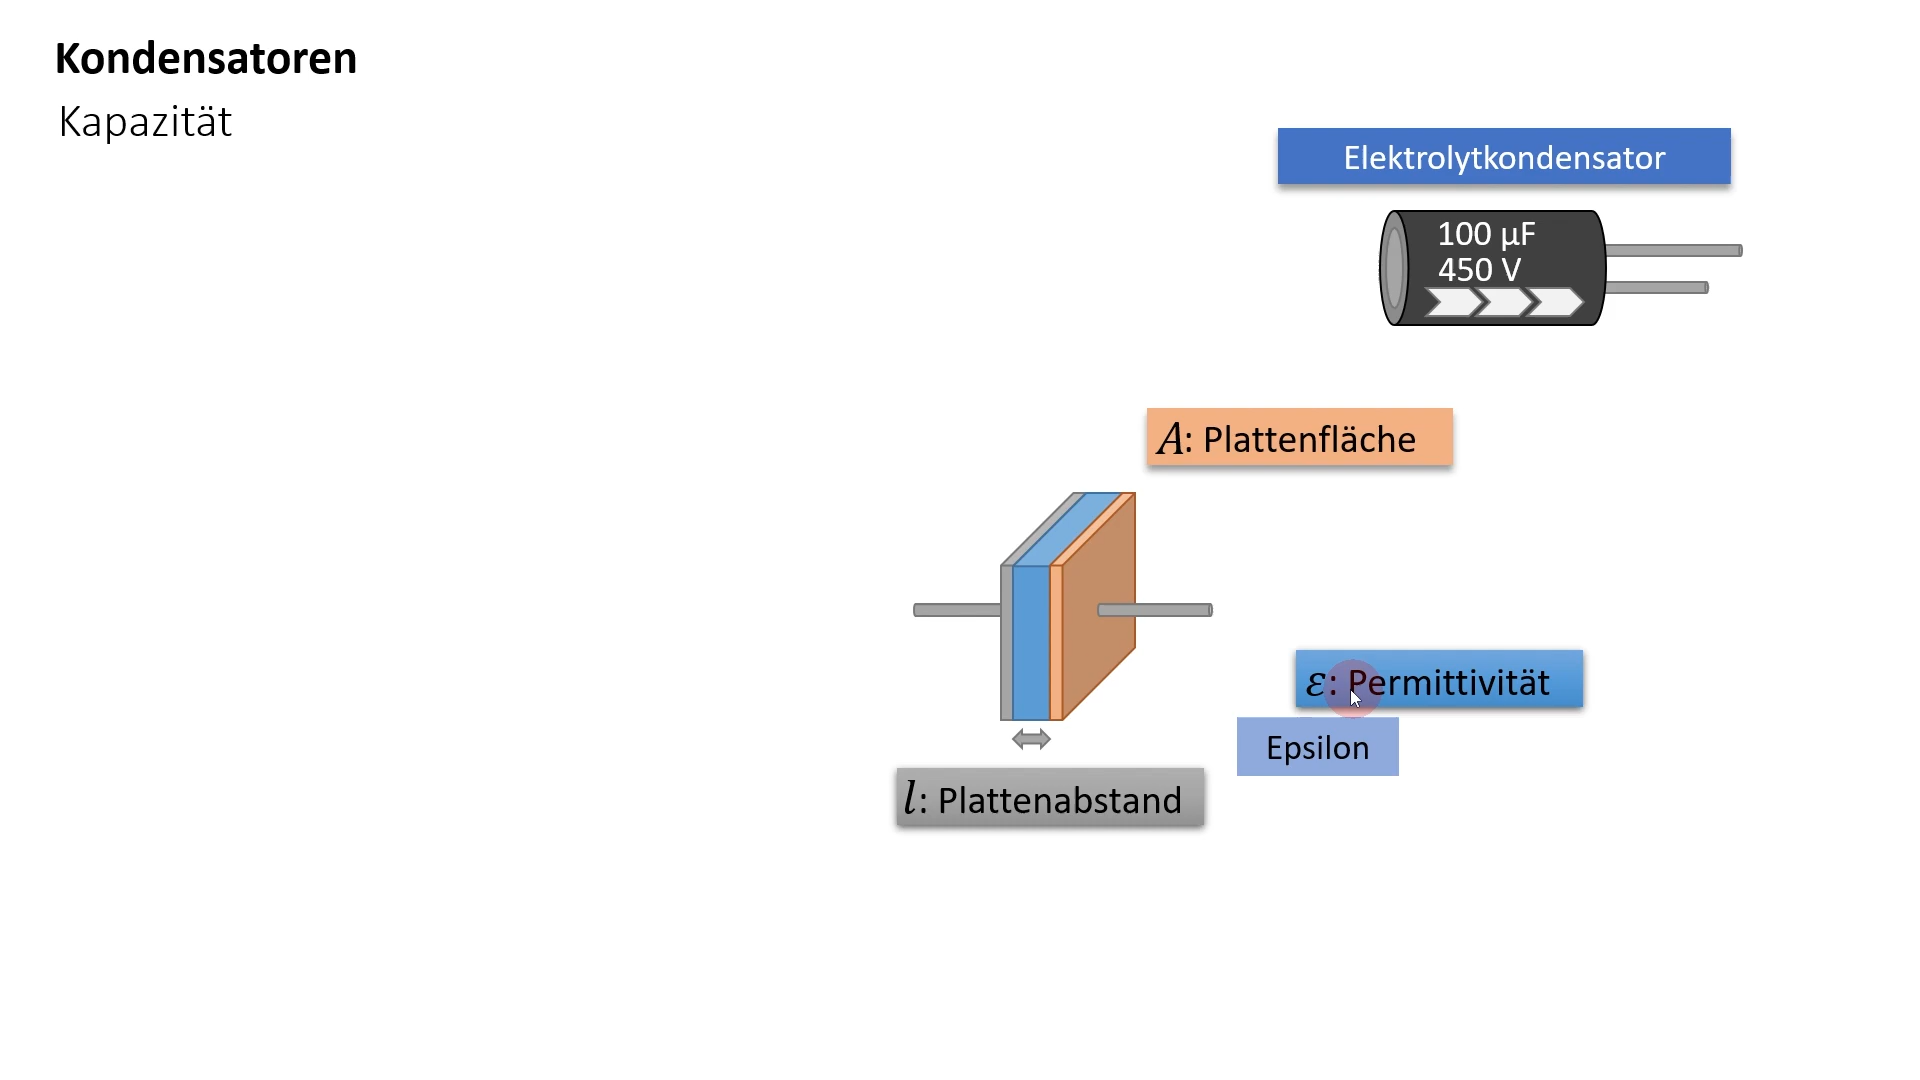 Kondensatoren
Kapazität
Elektrolytkondensator
100 µF
450 V
A: Plattenfläche
ε: Permittivität
Epsilon
l: Plattenabstand